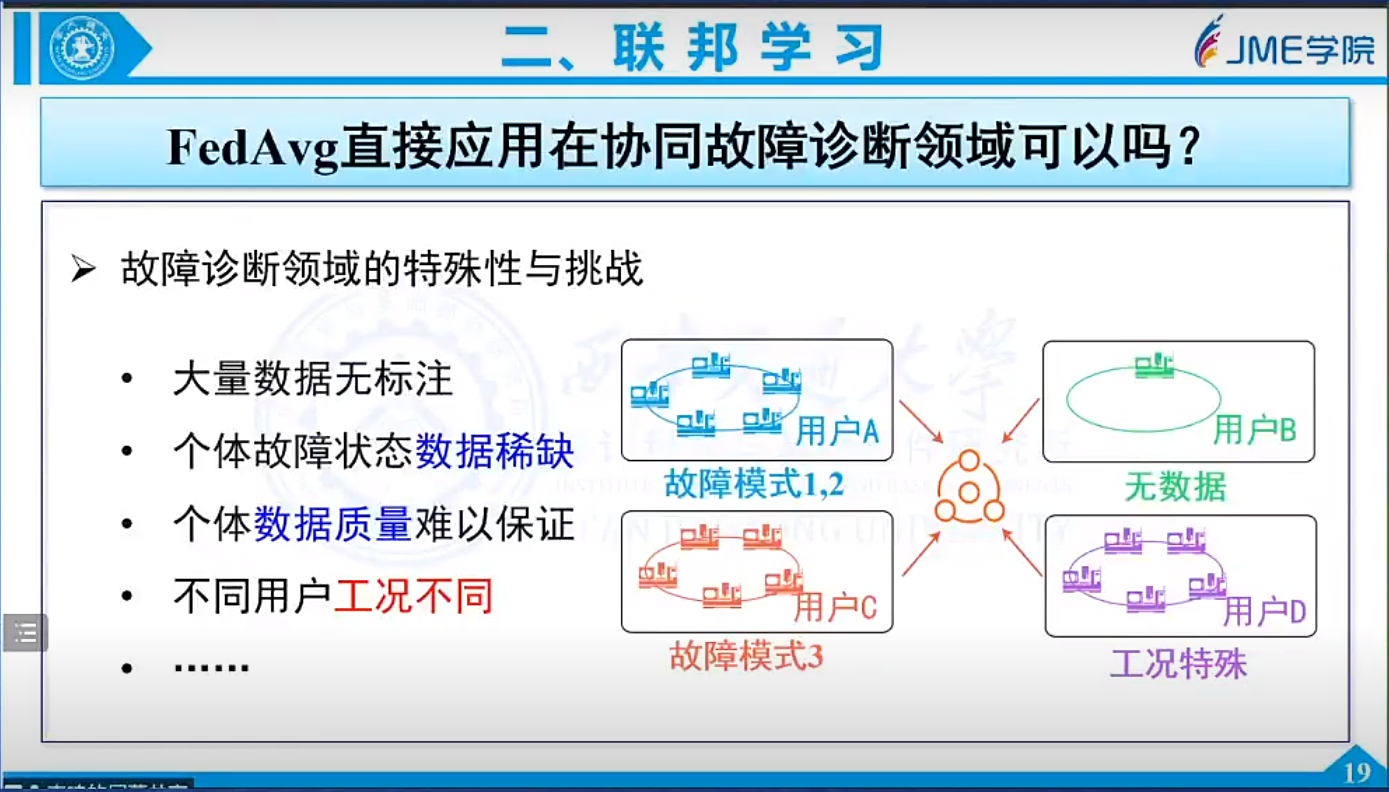 二、联邦学习
JME学院
FedAvg直接应用在协同故障诊断领域可以吗？
➢ 故障诊断领域的特殊性与挑战
• 大量数据无标注
• 个体故障状态数据稀缺
• 个体数据质量难以保证
• 不同用户工况不同
• ……
用户A
故障模式1,2
用户B
无数据
用户C
故障模式3
用户D
工况特殊
19